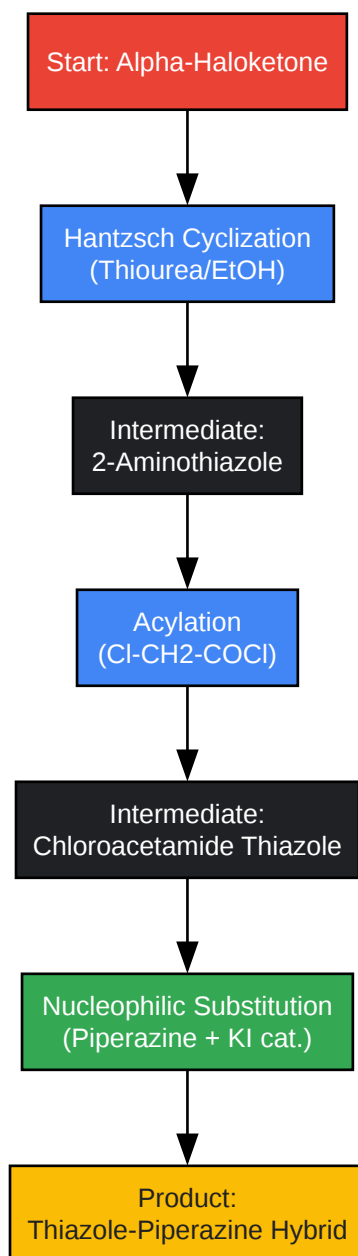 Start: Alpha-Haloketone
Hantzsch Cyclization
(Thiourea/EtOH)
Intermediate:
2-Aminothiazole
Acylation
(Cl-CH2-COCl)
Intermediate:
Chloroacetamide Thiazole
Nucleophilic Substitution
(Piperazine + KI cat.)
Product:
Thiazole-Piperazine Hybrid